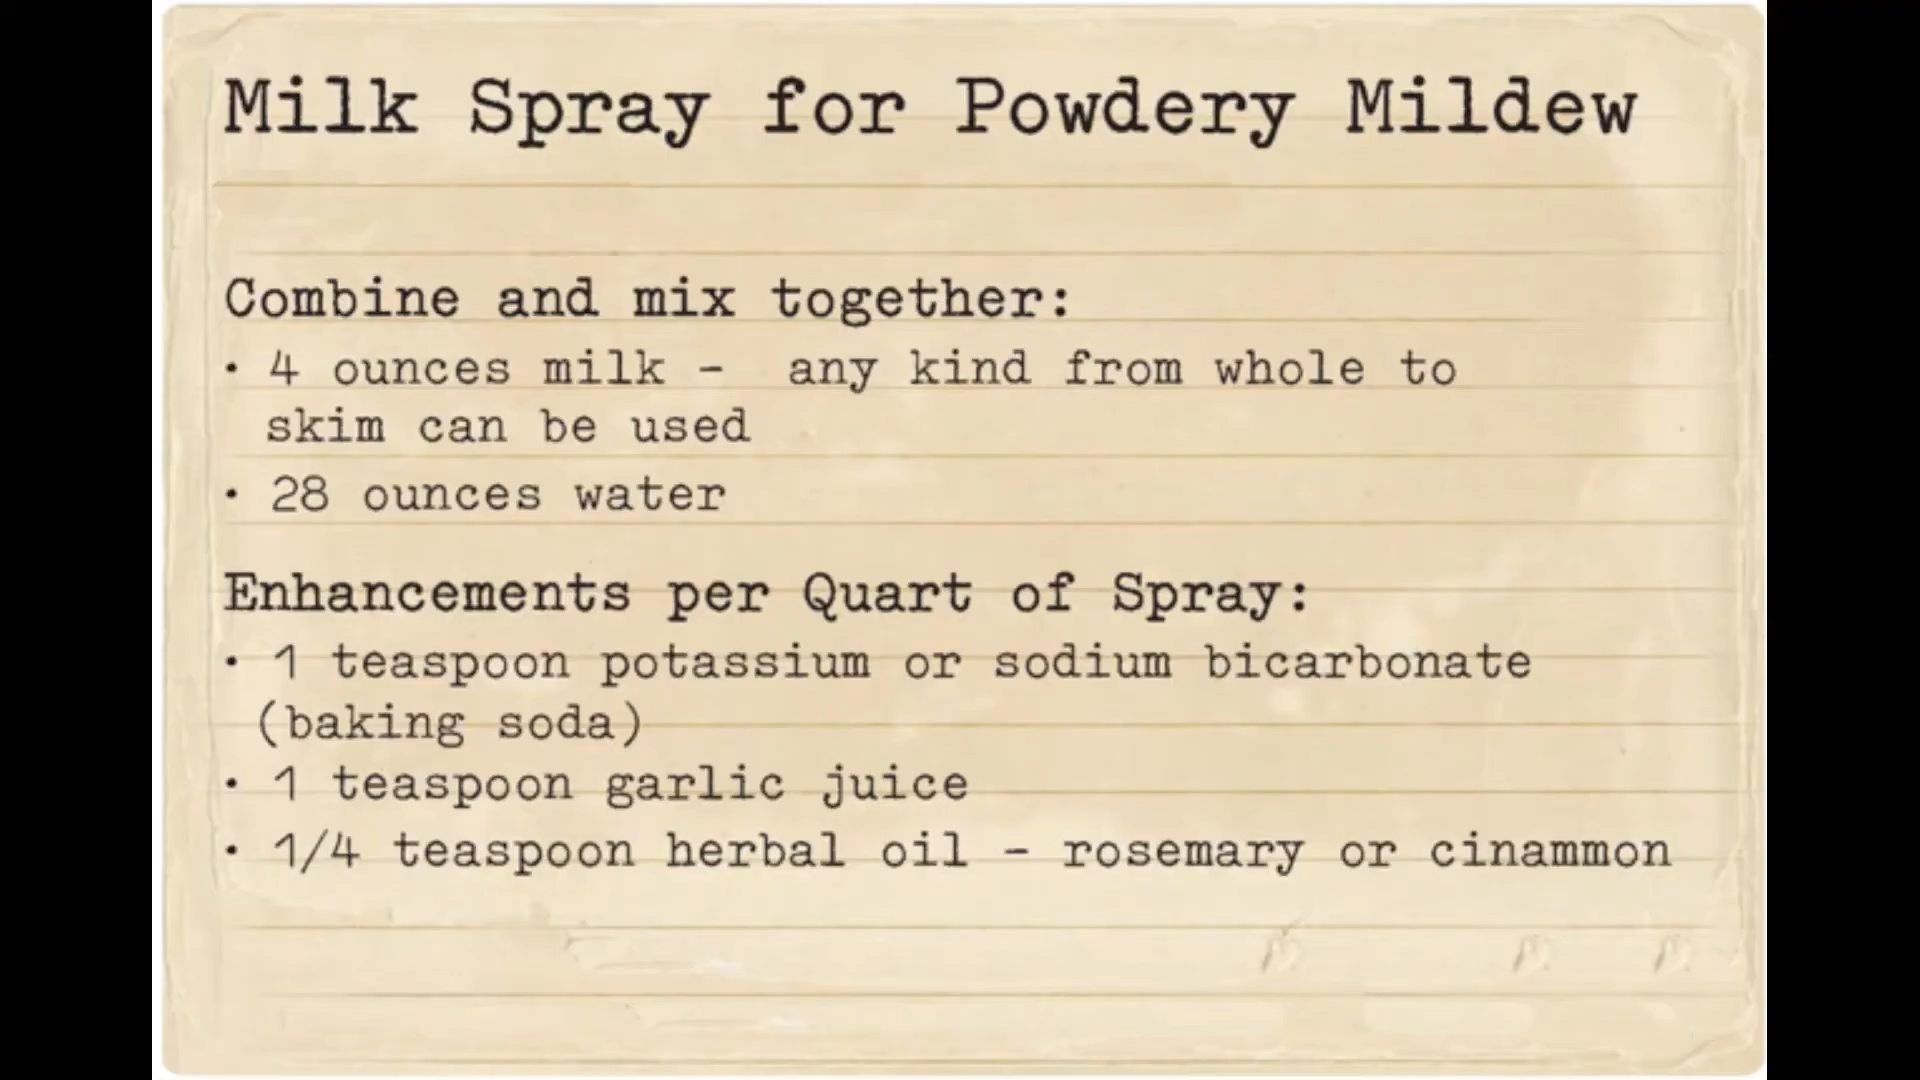 Milk Spray for Powdery Mildew
Combine and mix together:
· 4 ounces milk - any kind from whole to
skim can be used
· 28 ounces water
Enhancements per Quart of Spray:
· 1 teaspoon potassium or sodium bicarbonate
(baking soda)
· 1 teaspoon garlic juice
· 1/4 teaspoon herbal oil - rosemary or cinammon